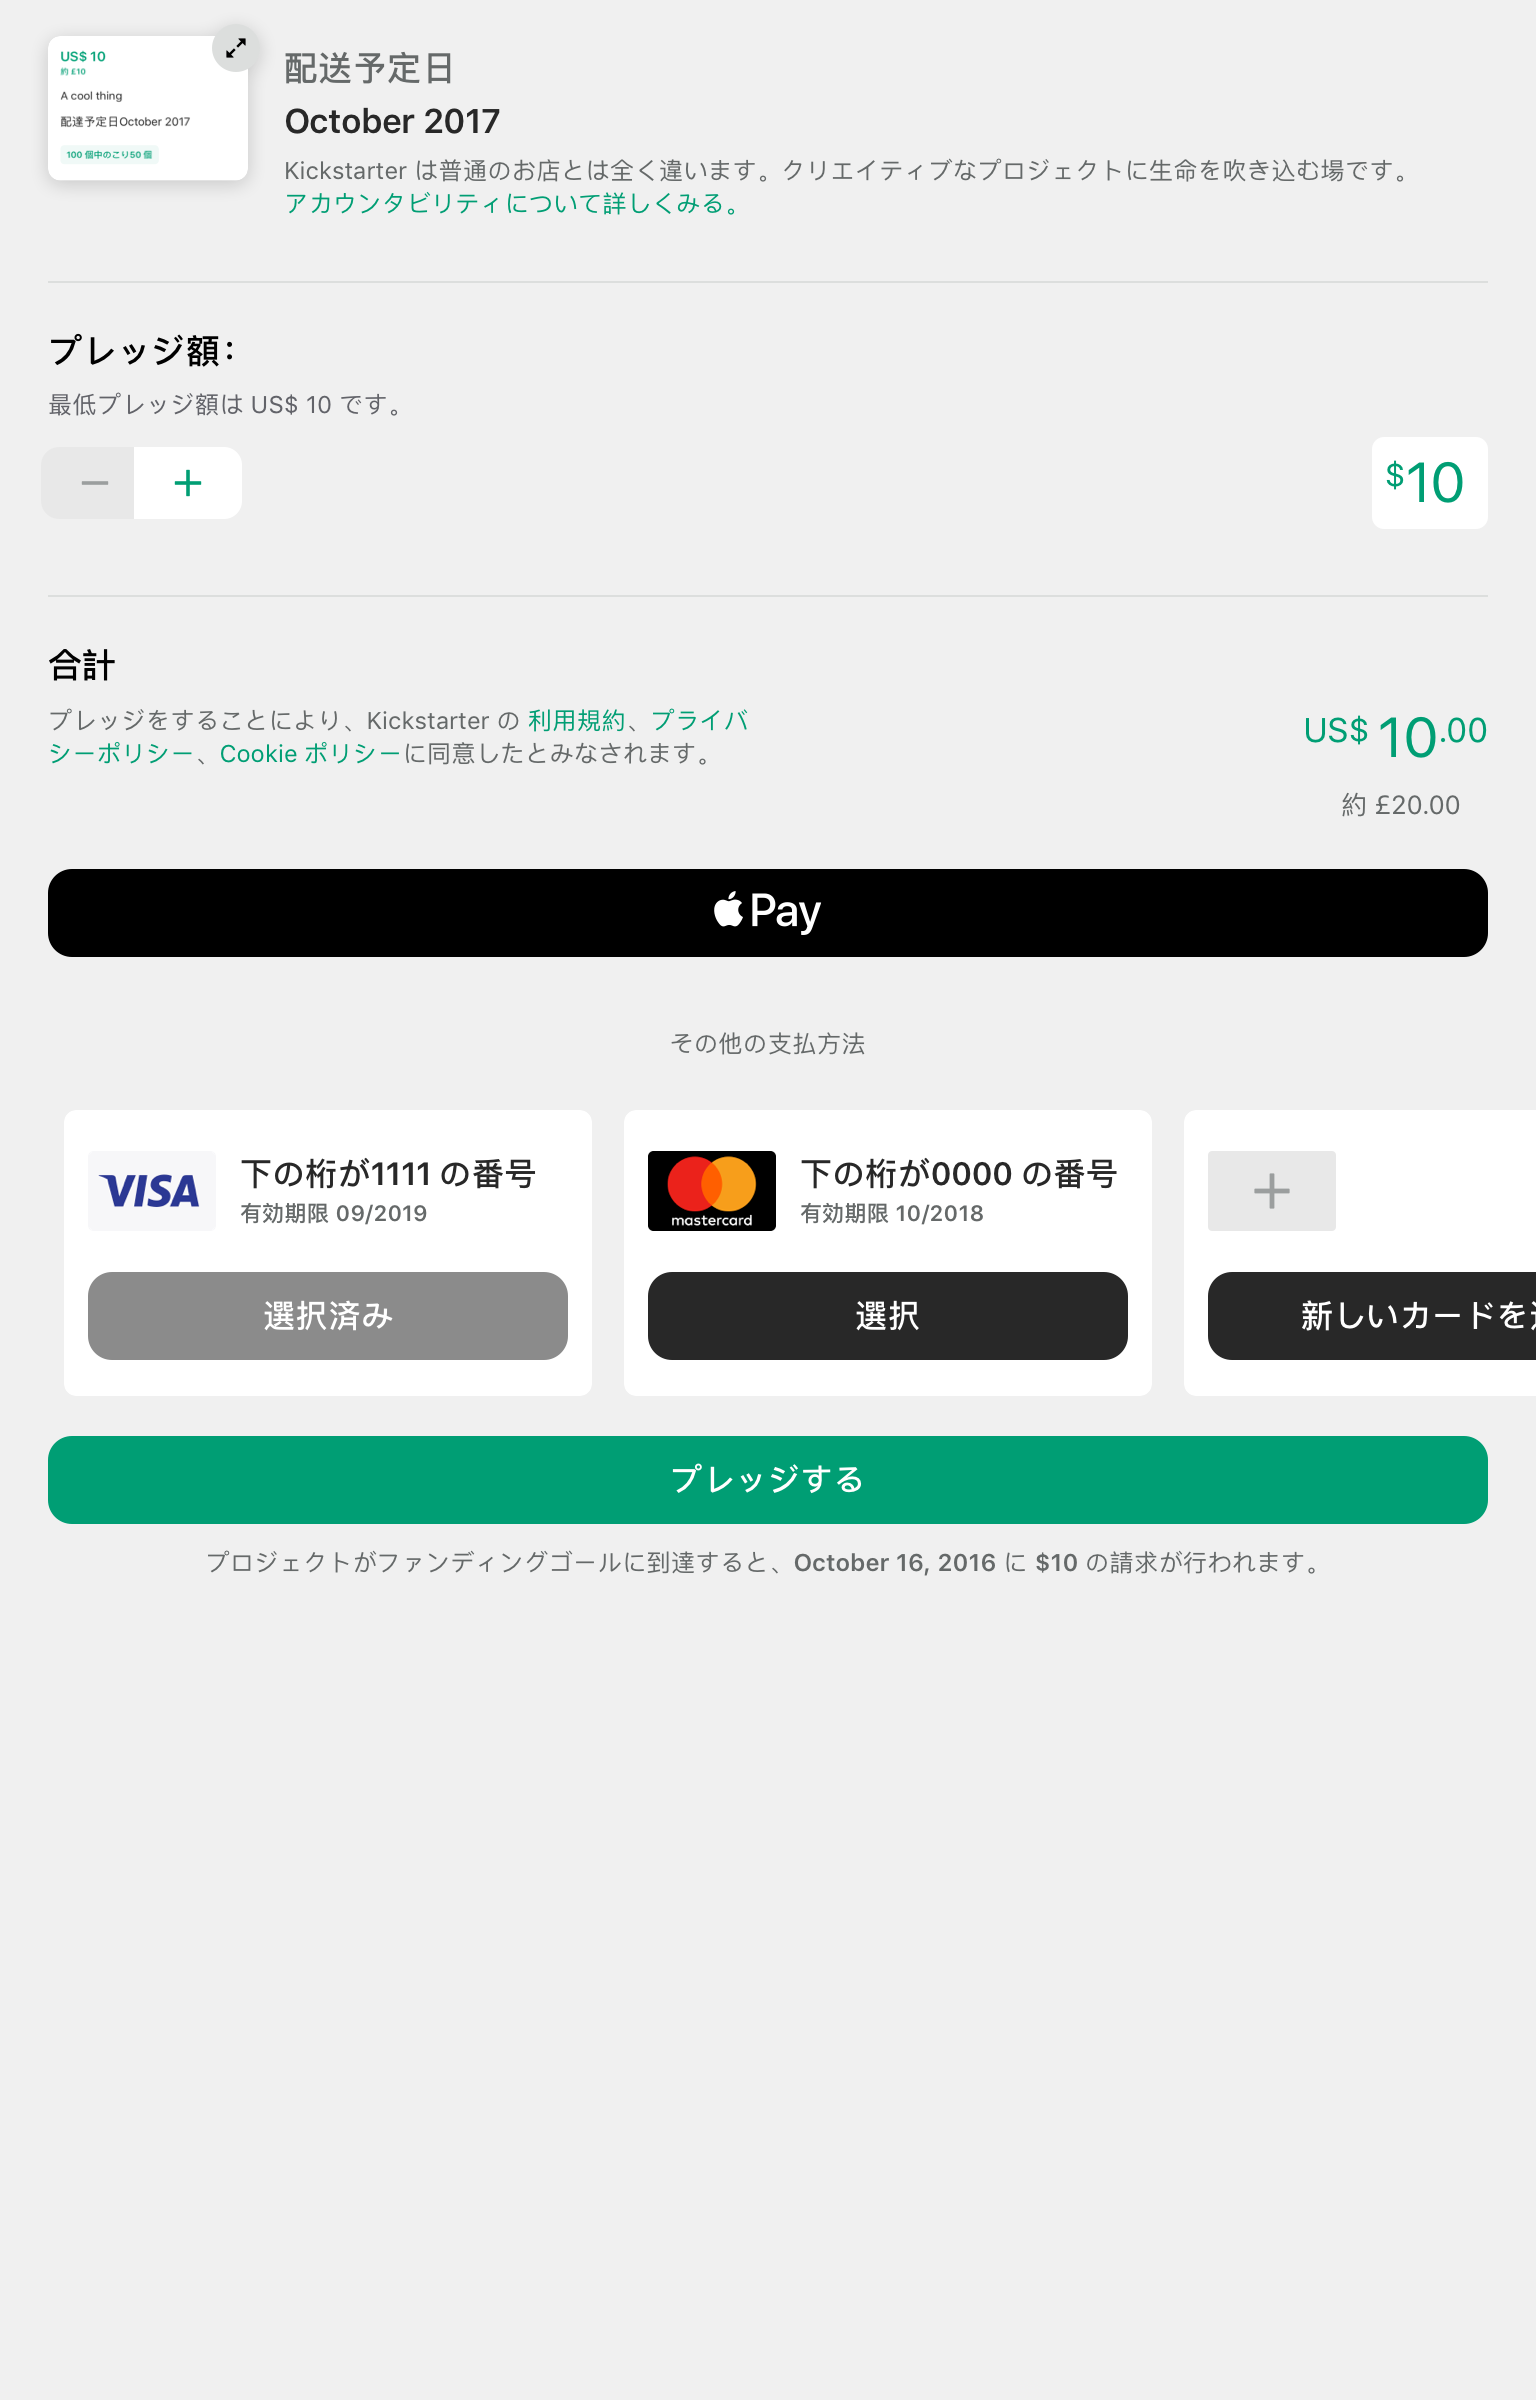 US$ 10
約 £10
A cool thing
配達予定日October 2017
100 個中のこり50 個
配送予定日
October 2017
Kickstarter は普通のお店とは全く違います。クリエイティブなプロジェクトに生命を吹き込む場です。
アカウンタビリティについて詳しくみる。
プレッジ額：
最低プレッジ額は US$ 10 です。
$10
合計
プレッジをすることにより、Kickstarter の 利用規約、プライバ
シーポリシー、Cookie ポリシーに同意したとみなされます。
US$ 10.00
約 £20.00
Pay
その他の支払方法
VISA
下の桁が1111 の番号
有効期限 09/2019
選択済み
mastercard
下の桁が0000 の番号
有効期限 10/2018
選択
新しいカードを
プレッジする
プロジェクトがファンディングゴールに到達すると、October 16, 2016 に $10 の請求が行われます。